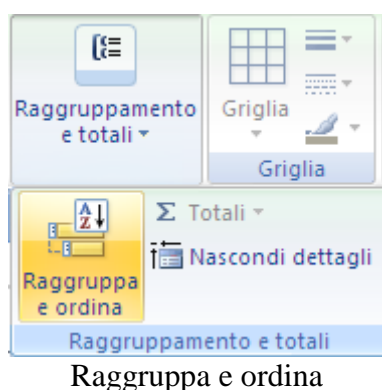 Raggruppamento
e totali
Griglia
Griglia
A
Z
Raggruppa
e ordina
Σ Totali
Nascondi dettagli
Raggruppamento e totali
Raggruppa e ordina